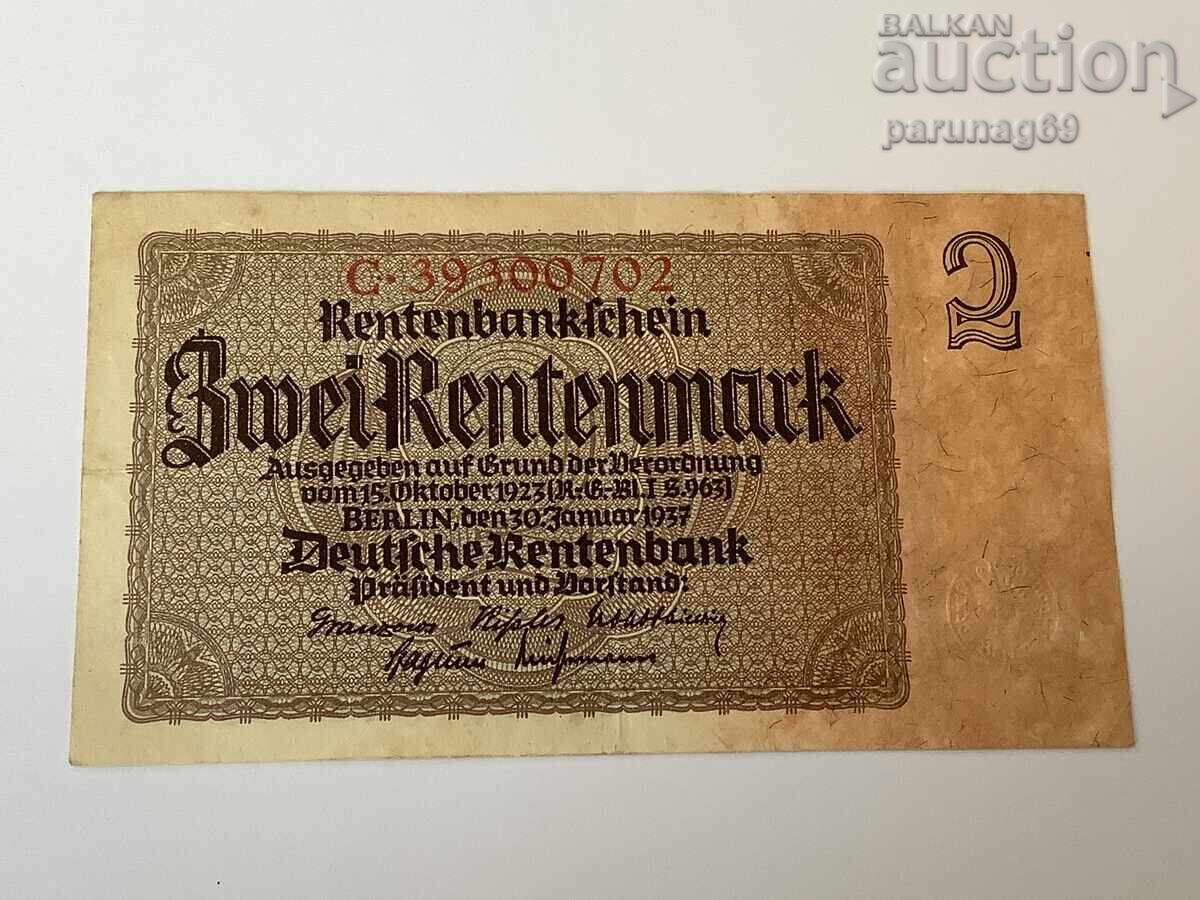 BALKAN
auction
parunag69
C·39300702
2
Rentenbankschein
Zwei Rentenmark
Ausgegeben auf Grund der Verordnung
vom 15. Oktober 1923 (R.-G.-Bl. I S. 963)
BERLIN, den 30. Januar 1937
Deutsche Rentenbank
Präsident und Vorstand: